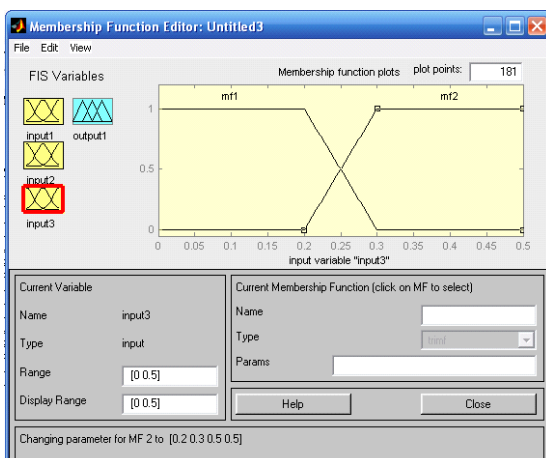 Membership Function Editor: Untitled3
File Edit View
FIS Variables
Membership function plots plot points: 181
input1 output1
input2
input3
mf1 mf2
1
0.5
0
0 0.05 0.1 0.15 0.2 0.25 0.3 0.35 0.4 0.45 0.5
input variable "input3"
Current Variable
Name input3
Type input
Range [0 0.5]
Display Range [0 0.5]
Current Membership Function (click on MF to select)
Name
Type trimf
Params
Help Close
Changing parameter for MF 2 to [0.2 0.3 0.5 0.5]